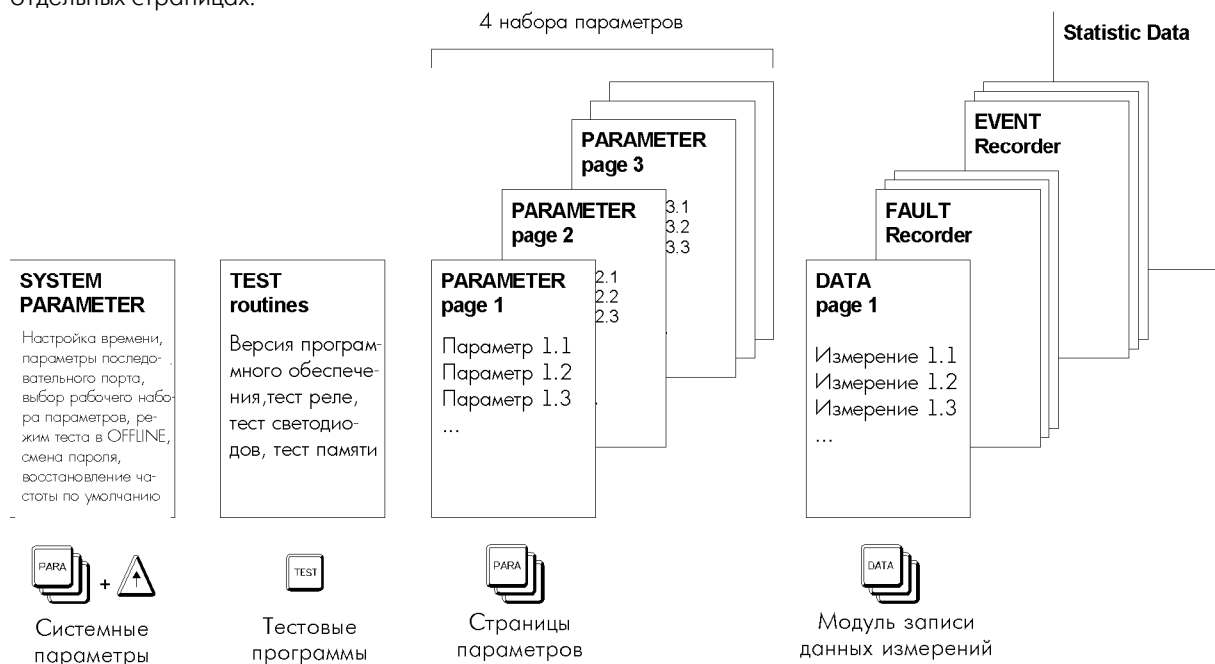 отдельных страницах.
4 набора параметров
Statistic Data
EVENT
Recorder
PARAMETER
page 3
3.1
3.2
3.3
FAULT
Recorder
PARAMETER
page 2
2.1
2.2
2.3
SYSTEM
PARAMETER
Настройка времени,
параметры последо-
вательного порта,
выбор рабочего набо-
ра параметров, ре-
жим теста в OFFLINE,
смена пароля,
восстановление ча-
стоты по умолчанию
TEST
routines
Версия програм-
много обеспече-
ния,тест реле,
тест светодио-
дов, тест памяти
PARAMETER
page 1
Параметр 1.1
Параметр 1.2
Параметр 1.3
...
DATA
page 1
Измерение 1.1
Измерение 1.2
Измерение 1.3
...
PARA
+
TEST
PARA
DATA
Системные
параметры
Тестовые
программы
Страницы
параметров
Модуль записи
данных измерений